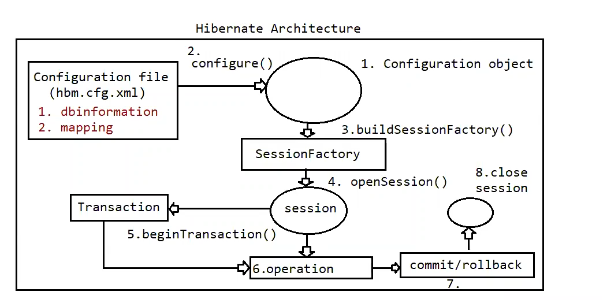 Hibernate Architecture
2.
configure()
1. Configuration object
Configuration file
(hbm.cfg.xml)
1. dbinformation
2. mapping
3.buildSessionFactory()
SessionFactory
4. openSession()
8.close
session
Transaction
session
5.beginTransaction()
6.operation
commit/rollback
7.